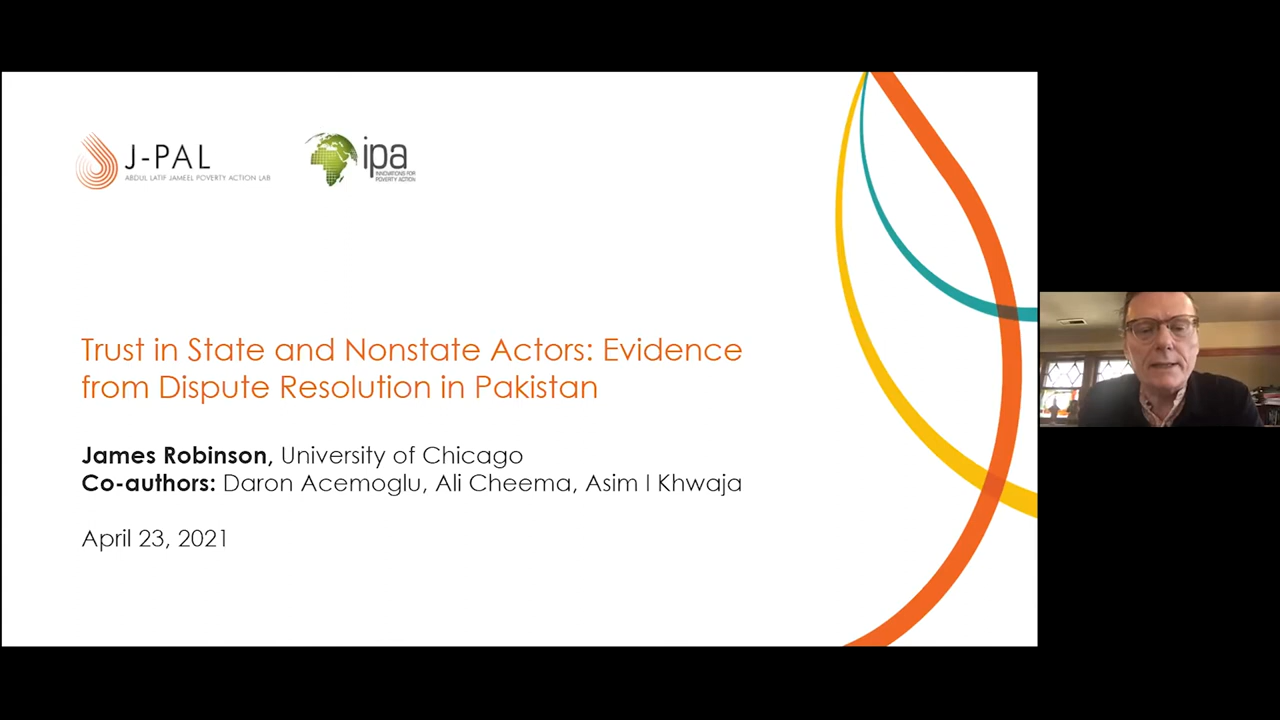 J-PAL
ABDUL LATIF JAMEEL POVERTY ACTION LAB
ipa
INNOVATIONS FOR
POVERTY ACTION
Trust in State and Nonstate Actors: Evidence
from Dispute Resolution in Pakistan
James Robinson, University of Chicago
Co-authors: Daron Acemoglu, Ali Cheema, Asim I Khwaja
April 23, 2021